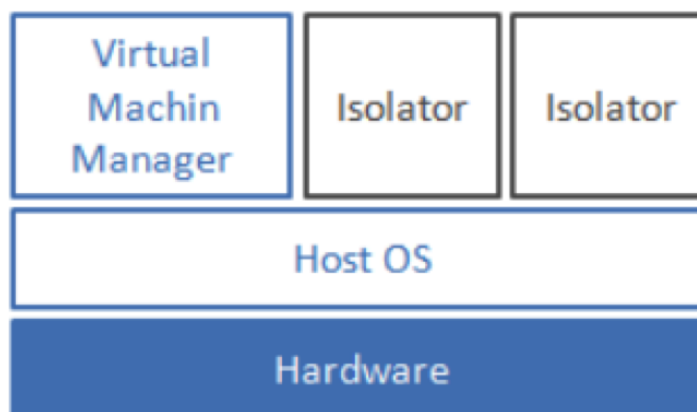 Virtual
Machin
Manager
Isolator
Isolator
Host OS
Hardware